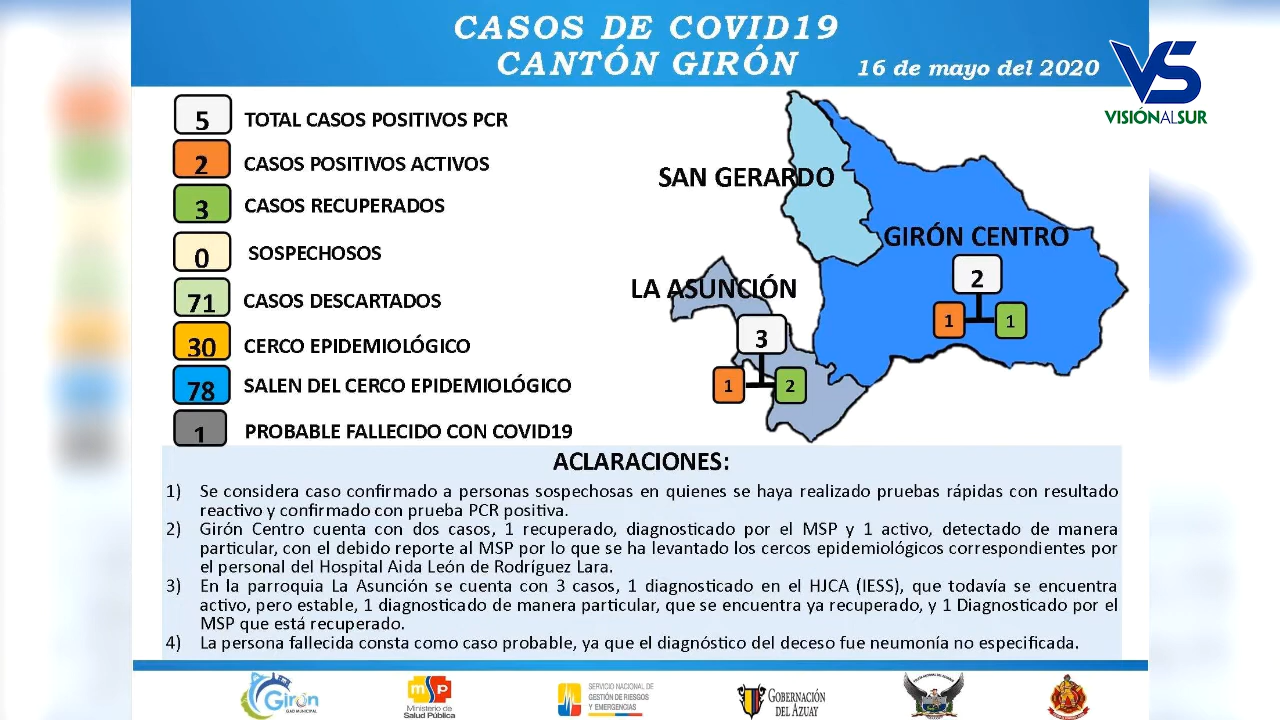 CASOS DE COVID19
CANTÓN GIRÓN
16 de mayo del 2020
VS
VISIÓNALSUR
5 TOTAL CASOS POSITIVOS PCR
2 CASOS POSITIVOS ACTIVOS
3 CASOS RECUPERADOS
0 SOSPECHOSOS
71 CASOS DESCARTADOS
30 CERCO EPIDEMIOLÓGICO
78 SALEN DEL CERCO EPIDEMIOLÓGICO
1 PROBABLE FALLECIDO CON COVID19
SAN GERARDO
GIRÓN CENTRO
2
1 1
LA ASUNCIÓN
3
1 2
ACLARACIONES:
1) Se considera caso confirmado a personas sospechosas en quienes se haya realizado pruebas rápidas con resultado
reactivo y confirmado con prueba PCR positiva.
2) Girón Centro cuenta con dos casos, 1 recuperado, diagnosticado por el MSP y 1 activo, detectado de manera
particular, con el debido reporte al MSP por lo que se ha levantado los cercos epidemiológicos correspondientes por
el personal del Hospital Aida León de Rodríguez Lara.
3) En la parroquia La Asunción se cuenta con 3 casos, 1 diagnosticado en el HJCA (IESS), que todavía se encuentra
activo, pero estable, 1 diagnosticado de manera particular, que se encuentra ya recuperado, y 1 Diagnosticado por el
MSP que está recuperado.
4) La persona fallecida consta como caso probable, ya que el diagnóstico del deceso fue neumonía no especificada.
Girón
GAD MUNICIPAL
msp
Ministerio de
Salud Pública
SERVICIO NACIONAL DE
GESTIÓN DE RIESGOS
Y EMERGENCIAS
GOBERNACIÓN
DEL AZUAY